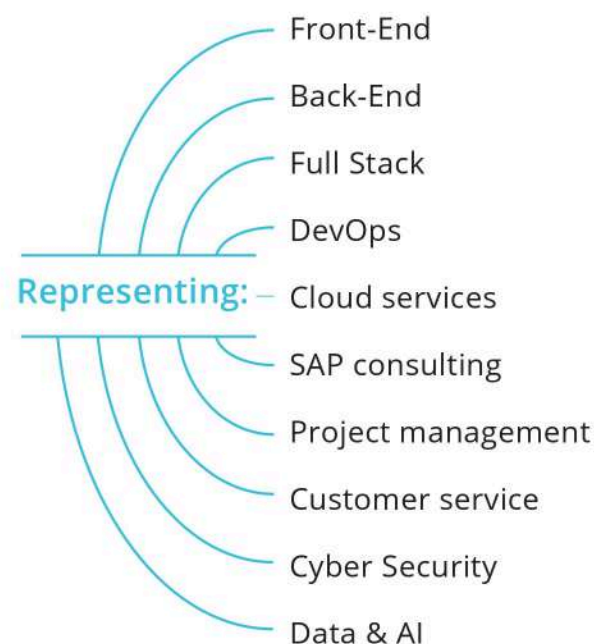 Front-End
Back-End
Full Stack
DevOps
Representing:
Cloud services
SAP consulting
Project management
Customer service
Cyber Security
Data & AI